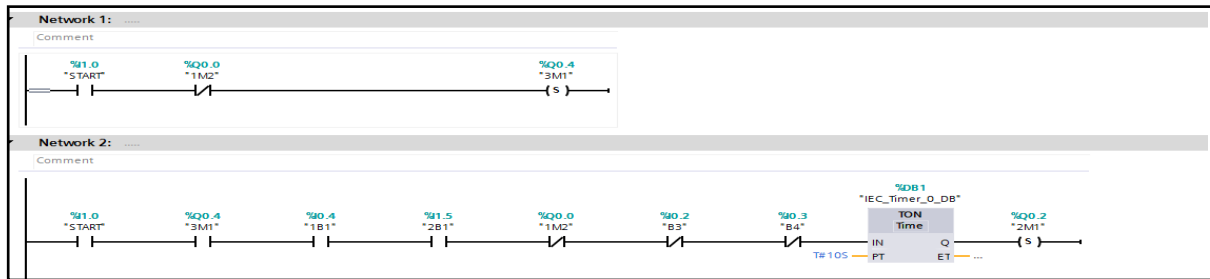 Network 1: .....
Comment
%I1.0 %Q0.0 %Q0.4
"START" "1M2" "3M1"
S
Network 2: .....
Comment
%DB1
"IEC_Timer_0_DB"
%I1.0 %Q0.4 %I0.4 %I1.5 %Q0.0 %I0.2 %I0.3 TON %Q0.2
"START" "3M1" "1B1" "2B1" "1M2" "B3" "B4" Time "2M1"
IN Q S
T#10S PT ET ...